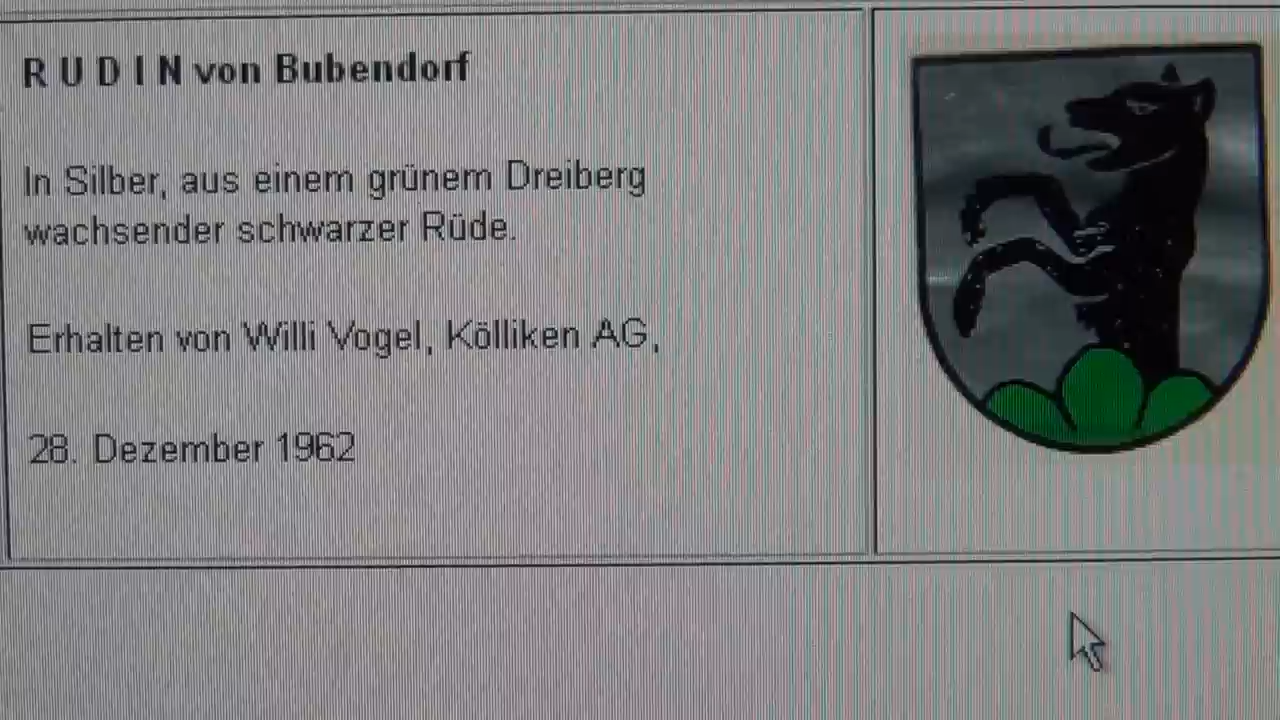 R U D I N von Bubendorf
In Silber, aus einem grünem Dreiberg
wachsender schwarzer Rüde.
Erhalten von Willi Vogel, Kölliken AG,
28. Dezember 1962